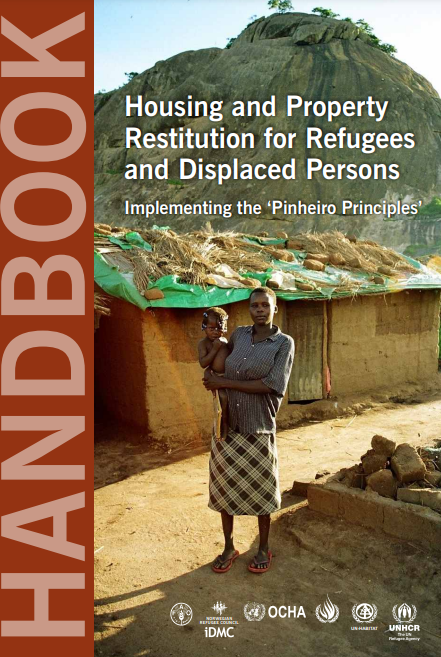 HANDBOOK
Housing and Property
Restitution for Refugees
and Displaced Persons
Implementing the ‘Pinheiro Principles’
NORWEGIAN
REFUGEE COUNCIL
iDMC
OCHA
UN-HABITAT
UNHCR
The UN
Refugee Agency